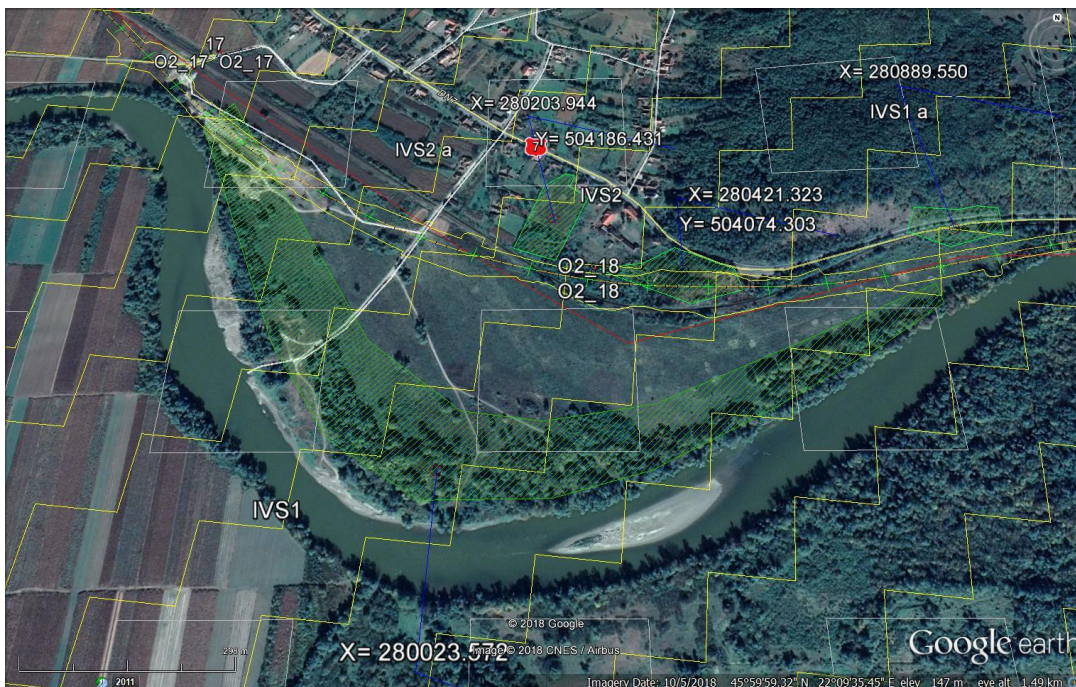 N
17
O2_17 O2_17
X= 280889.550
X= 280203.944
IVS1 a
Y= 504186.431
IVS2 a
7
IVS2
X= 280421.323
Y= 504074.303
O2_18
O2_18
IVS1
© 2018 Google
Image © 2018 CNES / Airbus
X= 280023.572
Google earth
298 m
2011
Imagery Date: 10/5/2018 45°59'59.32" N 22°09'35.45" E elev 147 m eye alt 1.49 km